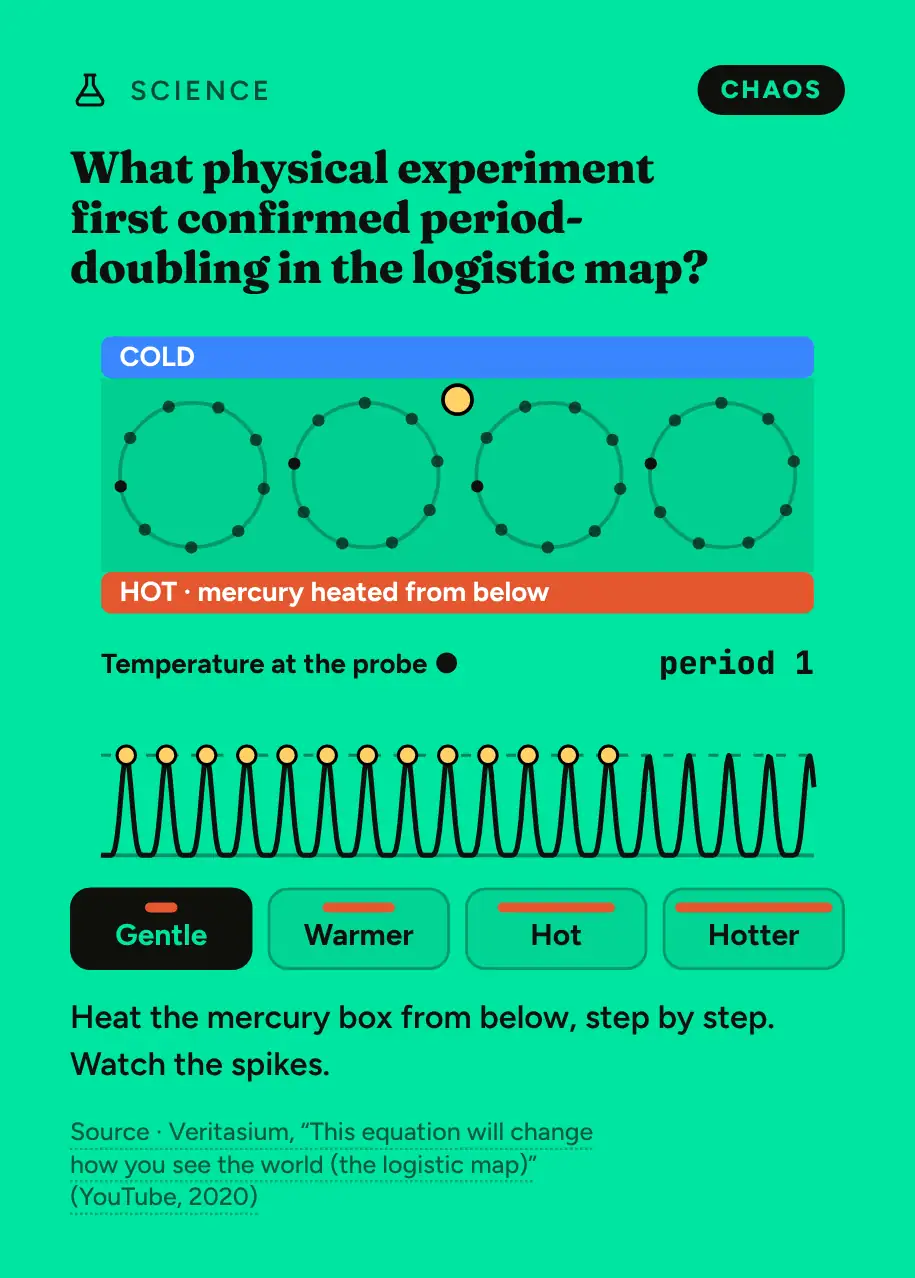 SCIENCE
CHAOS
What physical experiment
first confirmed period-
doubling in the logistic map?
COLD
HOT · mercury heated from below
Temperature at the probe
period 1
Gentle
Warmer
Hot
Hotter
Heat the mercury box from below, step by step.
Watch the spikes.
Source · Veritasium, “This equation will change
how you see the world (the logistic map)”
(YouTube, 2020)